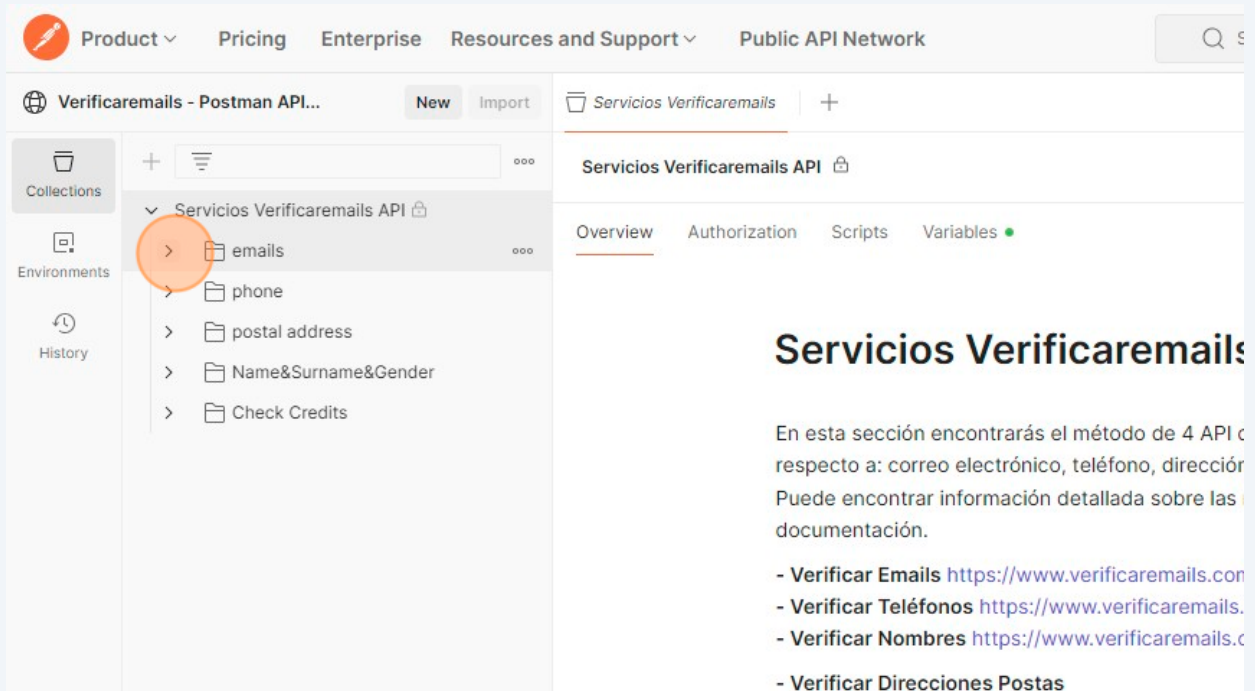 Product Pricing Enterprise Resources and Support Public API Network
Verificaremails - Postman API... New Import
Servicios Verificaremails
Collections
Environments
History
Servicios Verificaremails API
emails
phone
postal address
Name&Surname&Gender
Check Credits
Servicios Verificaremails API
Overview Authorization Scripts Variables
Servicios Verificaremails
En esta sección encontrarás el método de 4 API
respecto a: correo electrónico, teléfono, dirección
Puede encontrar información detallada sobre las
documentación.
- Verificar Emails https://www.verificaremails.com
- Verificar Teléfonos https://www.verificaremails.
- Verificar Nombres https://www.verificaremails.c
- Verificar Direcciones Postas